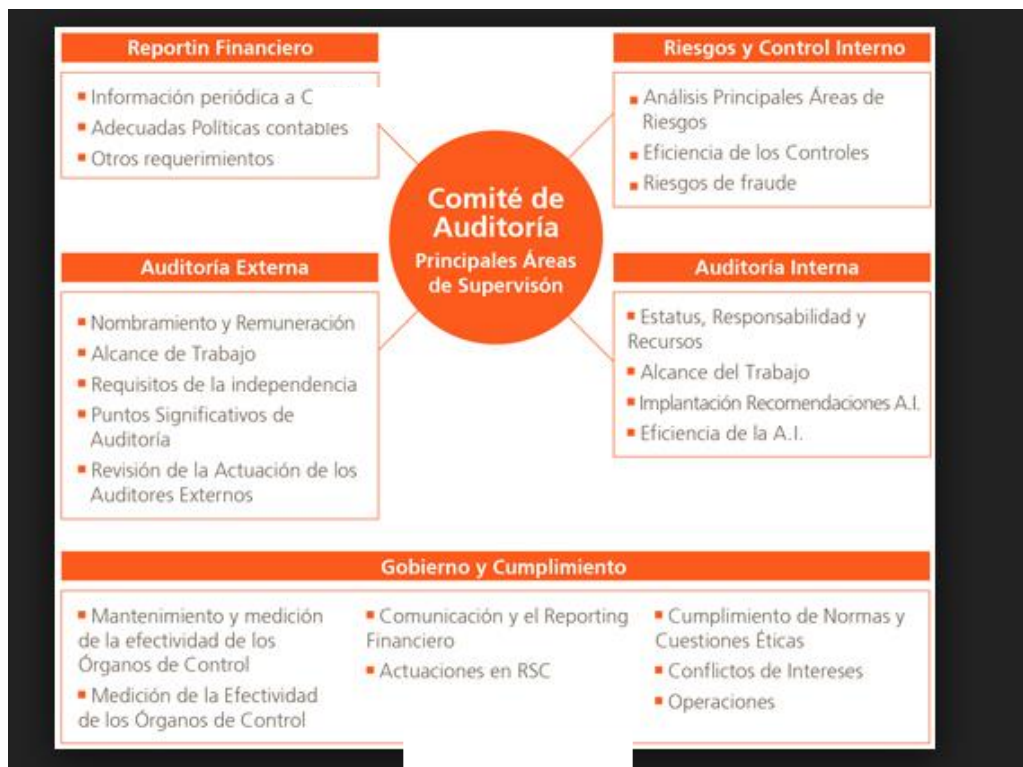 Reportin Financiero
▪ Información periódica a C
▪ Adecuadas Políticas contables
▪ Otros requerimientos
Riesgos y Control Interno
▪ Análisis Principales Áreas de
Riesgos
▪ Eficiencia de los Controles
▪ Riesgos de fraude
Comité de
Auditoría
Principales Áreas
de Supervisón
Auditoría Externa
▪ Nombramiento y Remuneración
▪ Alcance de Trabajo
▪ Requisitos de la independencia
▪ Puntos Significativos de
Auditoría
▪ Revisión de la Actuación de los
Auditores Externos
Auditoría Interna
▪ Estatus, Responsabilidad y
Recursos
▪ Alcance del Trabajo
▪ Implantación Recomendaciones A.I.
▪ Eficiencia de la A.I.
Gobierno y Cumplimiento
▪ Mantenimiento y medición
de la efectividad de los
Órganos de Control
▪ Medición de la Efectividad
de los Órganos de Control
▪ Comunicación y el Reporting
Financiero
▪ Actuaciones en RSC
▪ Cumplimiento de Normas y
Cuestiones Éticas
▪ Conflictos de Intereses
▪ Operaciones